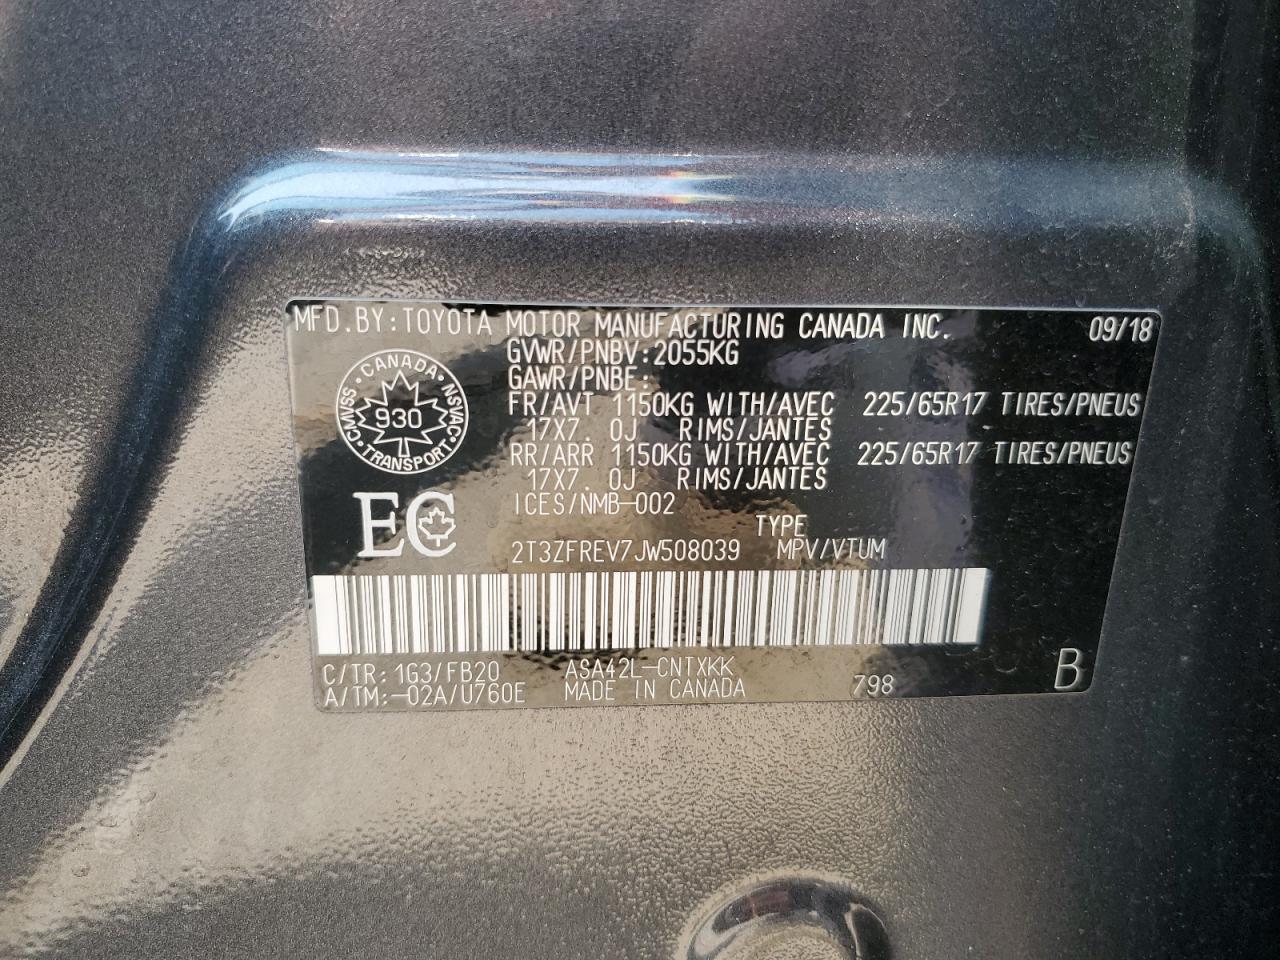 MFD.BY:TOYOTA MOTOR MANUFACTURING CANADA INC. 09/18
GVWR/PNBV:2055KG
GAWR/PNBE:
FR/AVT 1150KG WITH/AVEC 225/65R17 TIRES/PNEUS
17X7. 0J RIMS/JANTES
RR/ARR 1150KG WITH/AVEC 225/65R17 TIRES/PNEUS
17X7. 0J RIMS/JANTES
ICES/NMB-002
CANADA
CMVSS
930
NSVAC
TRANSPORT
EC
TYPE
2T3ZFREV7JW508039 MPV/VTUM
C/TR: 1G3/FB20 ASA42L-CNTXKK
A/TM:-02A/U760E MADE IN CANADA 798 B